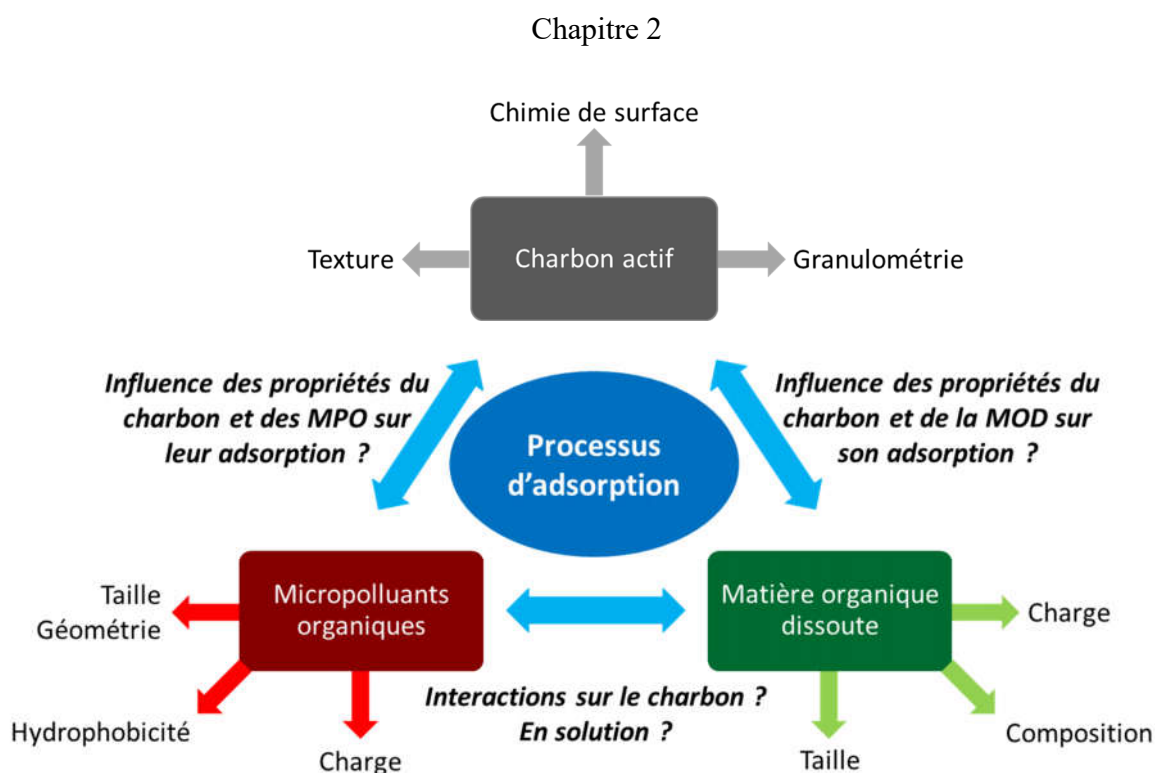 Chapitre 2
Chimie de surface
Texture
Charbon actif
Granulométrie
Influence des propriétés du
charbon et des MPO sur
leur adsorption ?
Influence des propriétés du
charbon et de la MOD sur
son adsorption ?
Processus
d’adsorption
Taille
Géométrie
Micropolluants
organiques
Matière organique
dissoute
Charge
Hydrophobicité
Charge
Interactions sur le charbon ?
En solution ?
Taille
Composition